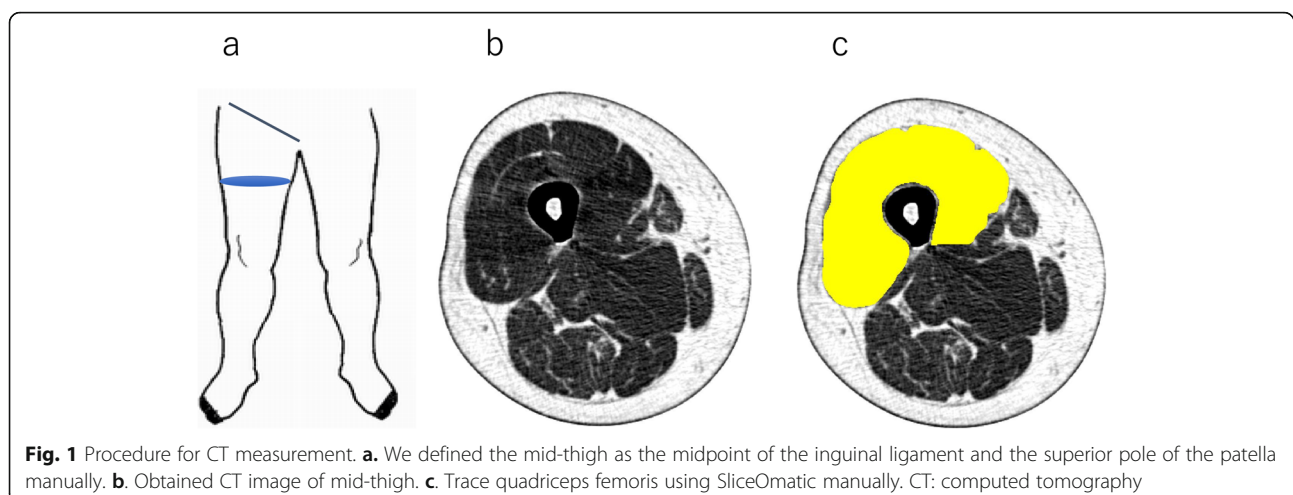 a
b
c
Fig. 1 Procedure for CT measurement. a. We defined the mid-thigh as the midpoint of the inguinal ligament and the superior pole of the patella
manually. b. Obtained CT image of mid-thigh. c. Trace quadriceps femoris using SliceOmatic manually. CT: computed tomography